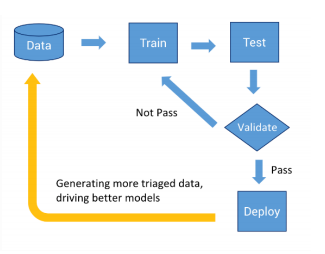 Data
Train
Test
Not Pass
Validate
Pass
Generating more triaged data,
driving better models
Deploy